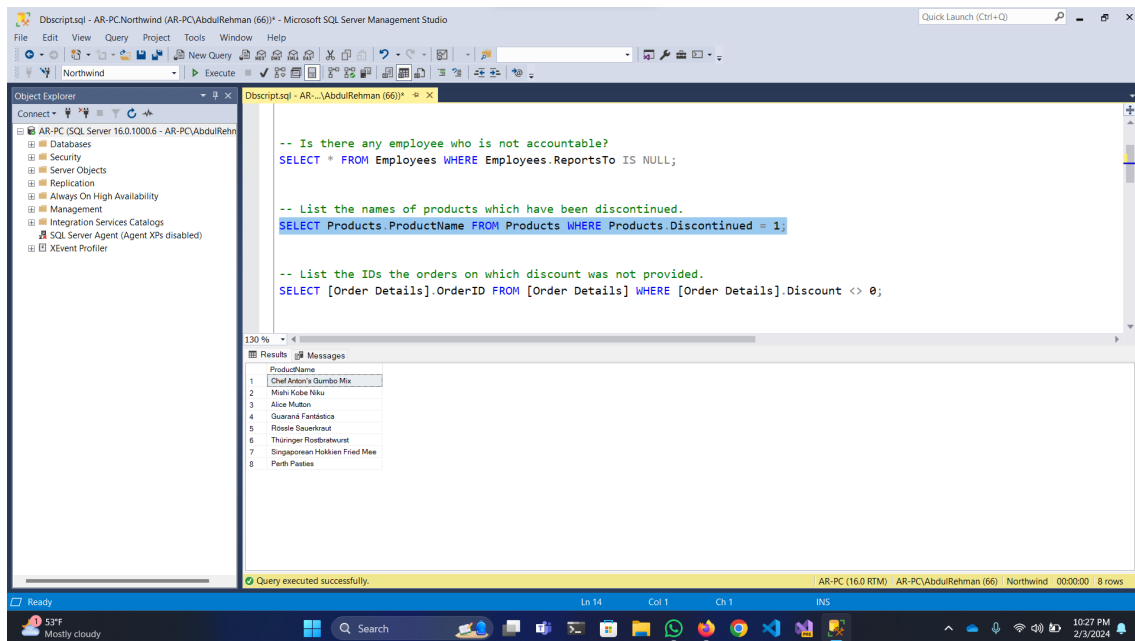 Dbscript.sql - AR-PC.Northwind (AR-PC\AbdulRehman (66))* - Microsoft SQL Server Management Studio
Quick Launch (Ctrl+Q)
File Edit View Query Project Tools Window Help
New Query
Northwind Execute
Object Explorer
Connect
AR-PC (SQL Server 16.0.1000.6 - AR-PC\AbdulRehn
Databases
Security
Server Objects
Replication
Always On High Availability
Management
Integration Services Catalogs
SQL Server Agent (Agent XPs disabled)
XEvent Profiler
Dbscript.sql - AR-...\AbdulRehman (66))*
-- Is there any employee who is not accountable?
SELECT * FROM Employees WHERE Employees.ReportsTo IS NULL;
-- List the names of products which have been discontinued.
SELECT Products.ProductName FROM Products WHERE Products.Discontinued = 1;
-- List the IDs the orders on which discount was not provided.
SELECT [Order Details].OrderID FROM [Order Details] WHERE [Order Details].Discount <> 0;
130 %
Results Messages
ProductName
1 Chef Anton's Gumbo Mix
2 Mishi Kobe Niku
3 Alice Mutton
4 Guaraná Fantástica
5 Rössle Sauerkraut
6 Thüringer Rostbratwurst
7 Singaporean Hokkien Fried Mee
8 Perth Pasties
Query executed successfully. AR-PC (16.0 RTM) AR-PC\AbdulRehman (66) Northwind 00:00:00 8 rows
Ready Ln 14 Col 1 Ch 1 INS
1 53°F
Mostly cloudy
Search
10:27 PM
2/3/2024